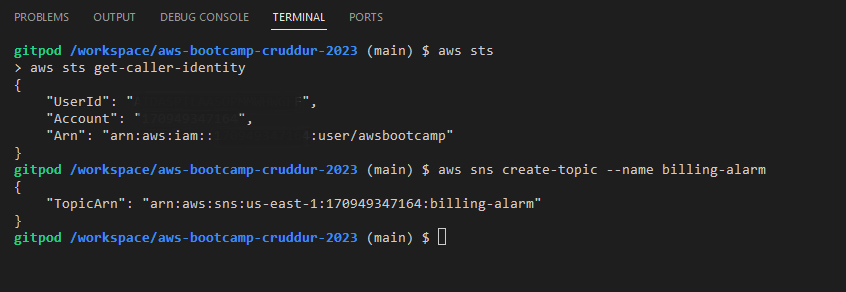 PROBLEMS OUTPUT DEBUG CONSOLE TERMINAL PORTS
gitpod /workspace/aws-bootcamp-cruddur-2023 (main) $ aws sts
> aws sts get-caller-identity
{
"UserId": "",
"Account": "",
"Arn": "arn:aws:iam:::user/awsbootcamp"
}
gitpod /workspace/aws-bootcamp-cruddur-2023 (main) $ aws sns create-topic --name billing-alarm
{
"TopicArn": "arn:aws:sns:us-east-1:170949347164:billing-alarm"
}
gitpod /workspace/aws-bootcamp-cruddur-2023 (main) $